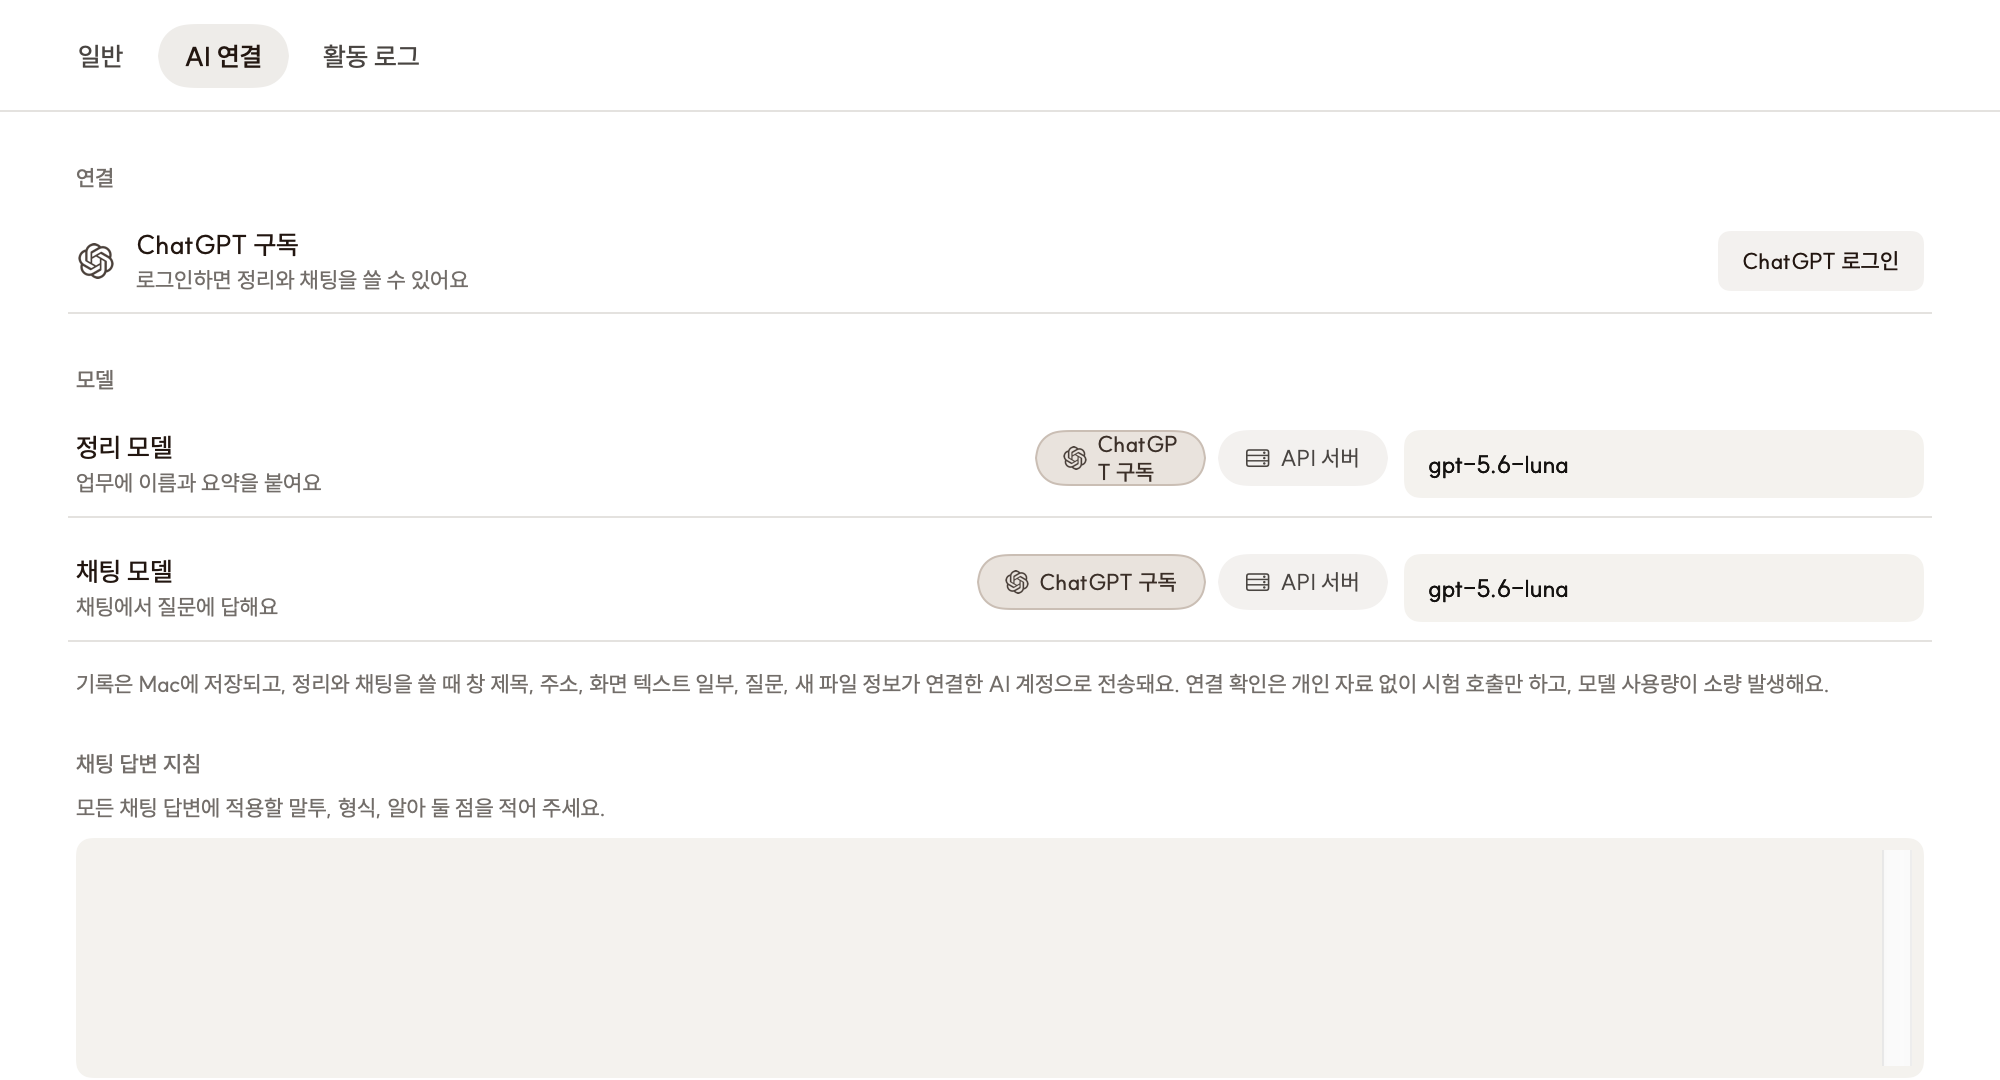 일반 AI 연결 활동 로그
연결
ChatGPT 구독
로그인하면 정리와 채팅을 쓸 수 있어요
ChatGPT 로그인
모델
정리 모델
업무에 이름과 요약을 붙여요
ChatGP
T 구독
API 서버
gpt-5.6-luna
채팅 모델
채팅에서 질문에 답해요
ChatGPT 구독
API 서버
gpt-5.6-luna
기록은 Mac에 저장되고, 정리와 채팅을 쓸 때 창 제목, 주소, 화면 텍스트 일부, 질문, 새 파일 정보가 연결한 AI 계정으로 전송돼요. 연결 확인은 개인 자료 없이 시험 호출만 하고, 모델 사용량이 소량 발생해요.
채팅 답변 지침
모든 채팅 답변에 적용할 말투, 형식, 알아 둘 점을 적어 주세요.